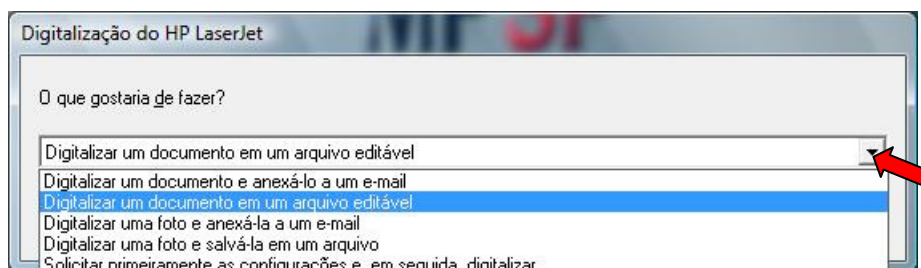 Digitalização do HP LaserJet
MP SP
O que gostaria de fazer?
Digitalizar um documento em um arquivo editável
Digitalizar um documento e anexá-lo a um e-mail
Digitalizar um documento em um arquivo editável
Digitalizar uma foto e anexá-la a um e-mail
Digitalizar uma foto e salvá-la em um arquivo
Solicitar primeiramente as configurações e, em seguida, digitalizar